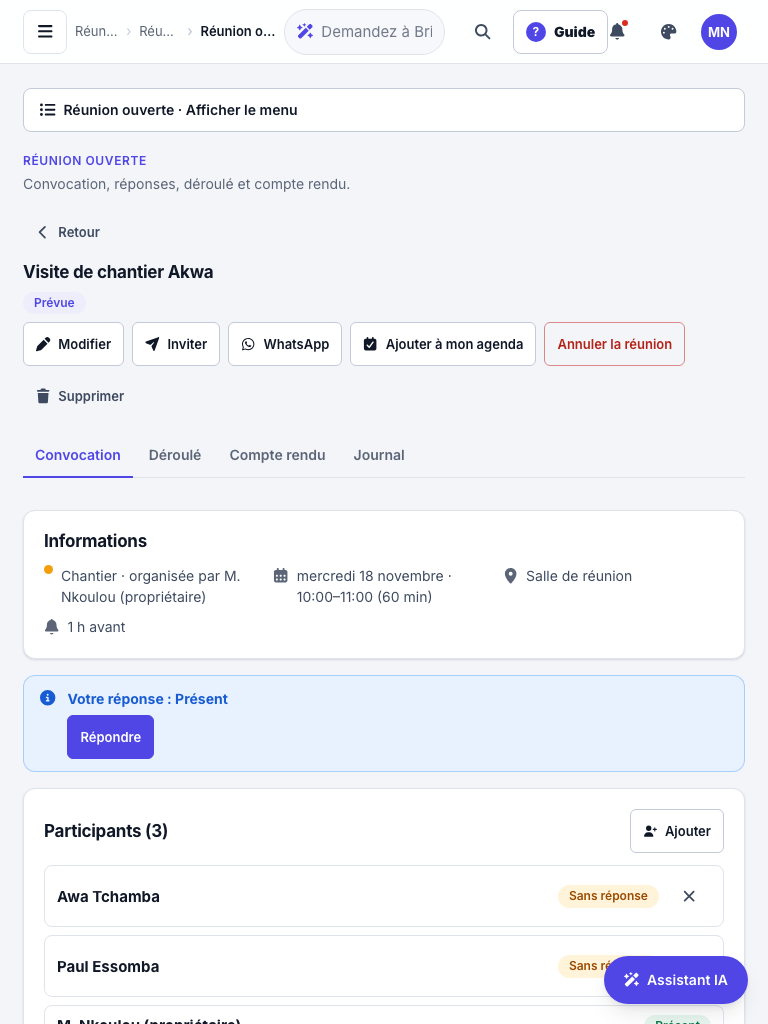 Réun... › Réu... › Réunion o... Demandez à Bri ? Guide MN
Réunion ouverte · Afficher le menu
RÉUNION OUVERTE
Convocation, réponses, déroulé et compte rendu.
Retour
Visite de chantier Akwa
Prévue
Modifier Inviter WhatsApp Ajouter à mon agenda Annuler la réunion
Supprimer
Convocation Déroulé Compte rendu Journal
Informations
Chantier · organisée par M. mercredi 18 novembre · Salle de réunion
Nkoulou (propriétaire) 10:00–11:00 (60 min)
1 h avant
Votre réponse : Présent
Répondre
Participants (3) Ajouter
Awa Tchamba Sans réponse
Paul Essomba Sans
Assistant IA
M. Nkoulou (propriétaire) Présent